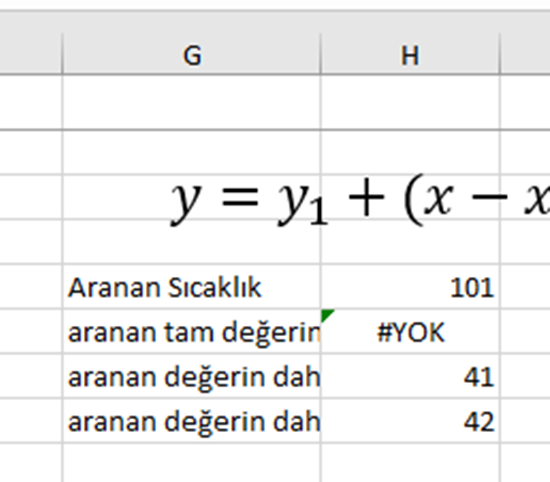 G H
y = y₁ + (x − x
Aranan Sıcaklık 101
aranan tam değerin #YOK
aranan değerin dah 41
aranan değerin dah 42